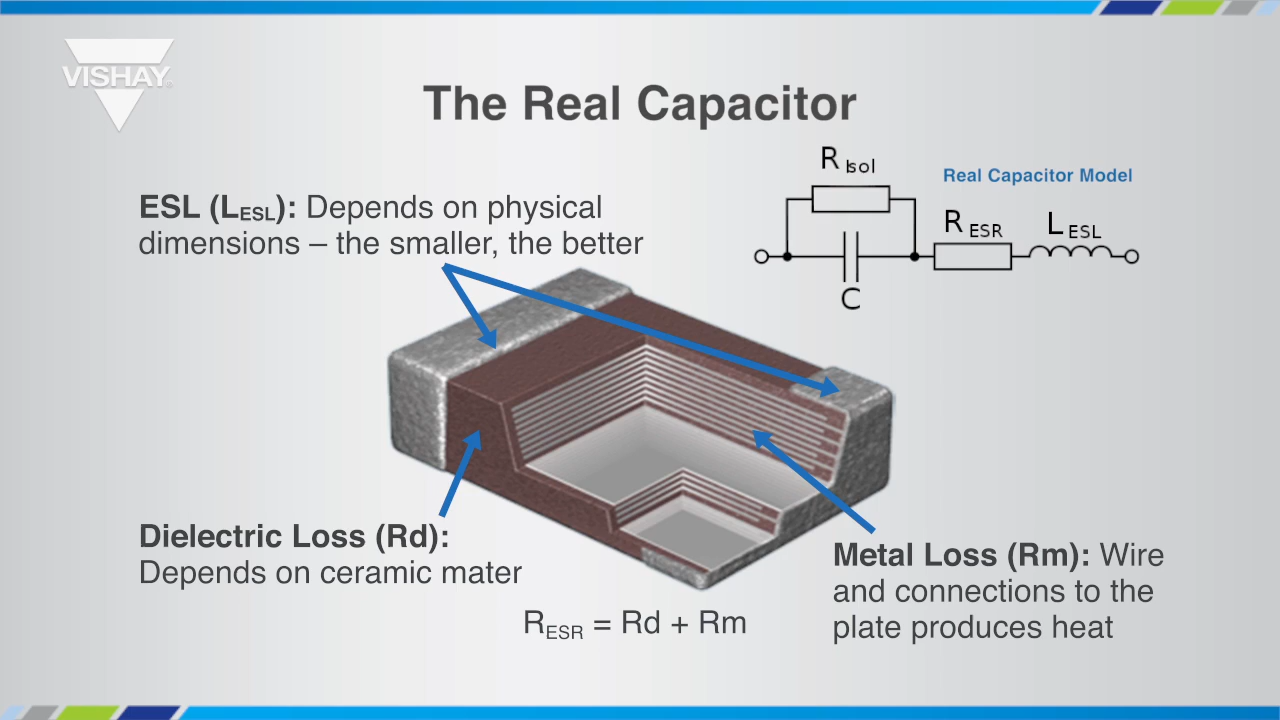 VISHAY
The Real Capacitor
R Isol
Real Capacitor Model
R ESR
L ESL
C
ESL (LESL): Depends on physical
dimensions – the smaller, the better
Dielectric Loss (Rd):
Depends on ceramic mater
Metal Loss (Rm): Wire
and connections to the
plate produces heat
RESR = Rd + Rm